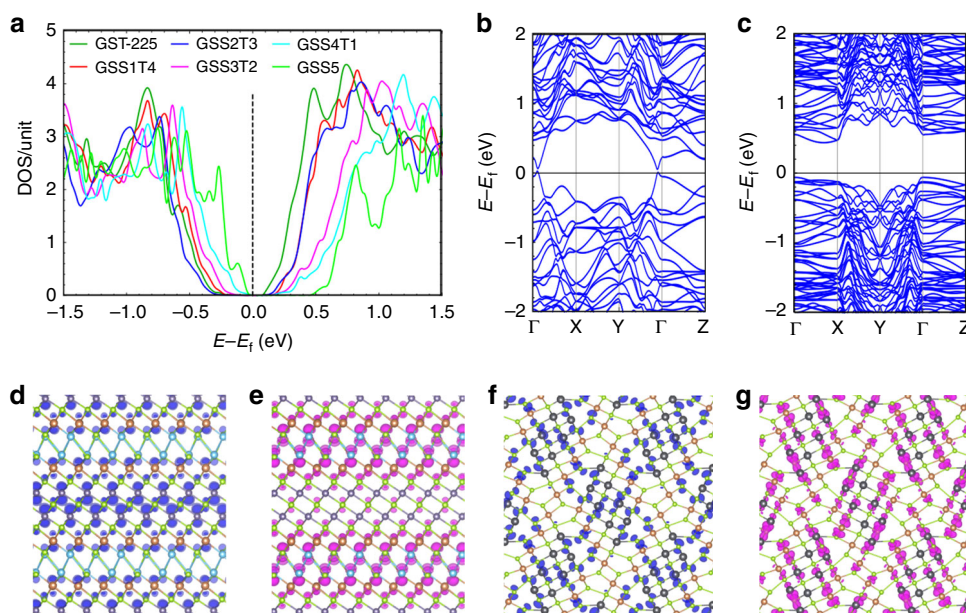 a
5
4
3
2
1
0
DOS/unit
GST-225 GSS2T3 GSS4T1
GSS1T4 GSS3T2 GSS5
−1.5 −1.0 −0.5 0.0 0.5 1.0 1.5
E–Ef (eV)
b
2
1
0
−1
−2
E–Ef (eV)
Γ X Y Γ Z
c
2
1
0
−1
−2
E–Ef (eV)
Γ X Y Γ Z
d e f g